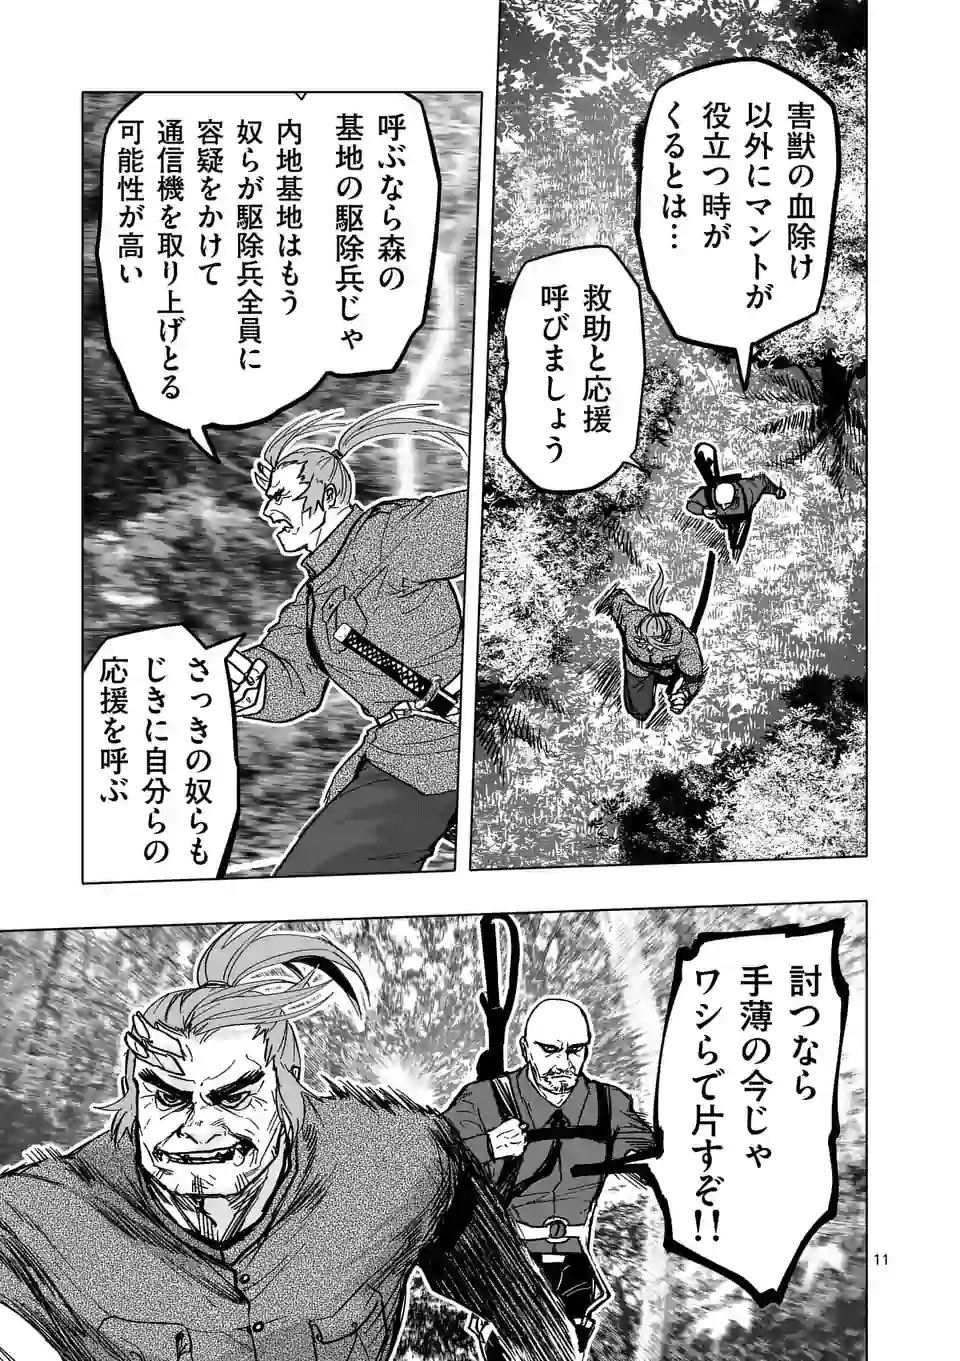 害獣の血除け
以外にマントが
役立つ時が
くるとは…
救助と応援
呼びましょう
呼ぶなら森の
基地の駆除兵じゃ
内地基地はもう
奴らが駆除兵全員に
容疑をかけて
通信機を取り上げとる
可能性が高い
さっきの奴らも
じきに自分らの
応援を呼ぶ
討つなら
手薄の今じゃ
ワシらで片すぞ!!
11